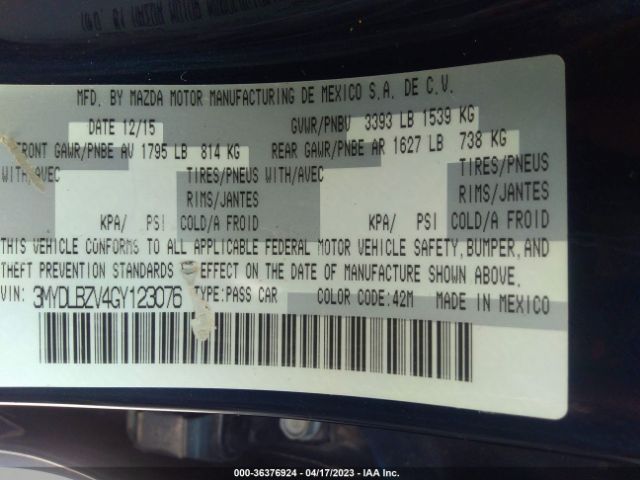 MFD. BY MAZDA MOTOR MANUFACTURING DE MEXICO S.A. DE C.V.
DATE 12/15 GVWR/PNBV 3393 LB 1539 KG
FRONT GAWR/PNBE AV 1795 LB 814 KG REAR GAWR/PNBE AR 1627 LB 738 KG
WITH/AVEC TIRES/PNEUS WITH/AVEC TIRES/PNEUS
RIMS/JANTES RIMS/JANTES
KPA/ PSI COLD/A FROID KPA/ PSI COLD/A FROID
THIS VEHICLE CONFORMS TO ALL APPLICABLE FEDERAL MOTOR VEHICLE SAFETY, BUMPER, AND
THEFT PREVENTION STANDARDS EFFECT ON THE DATE OF MANUFACTURE SHOWN ABOVE.
VIN: 3MYDLBZV4GY123076 TYPE:PASS CAR COLOR CODE:42M MADE IN MEXICO
000-36376924 - 04/17/2023 - IAA Inc.